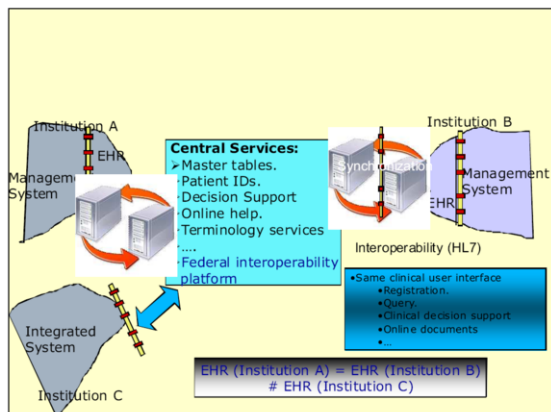 Institution A
EHR
Management
System
Central Services:
➢Master tables.
•Patient IDs.
•Decision Support
•Online help.
•Terminology services
•....
•Federal interoperability
platform
Synchronization
Institution B
Management
System
EHR
Interoperability (HL7)
•Same clinical user interface
•Registration.
•Query.
•Clinical decision support
•Online documents
•...
Integrated
System
Institution C
EHR (Institution A) = EHR (Institution B)
# EHR (Institution C)